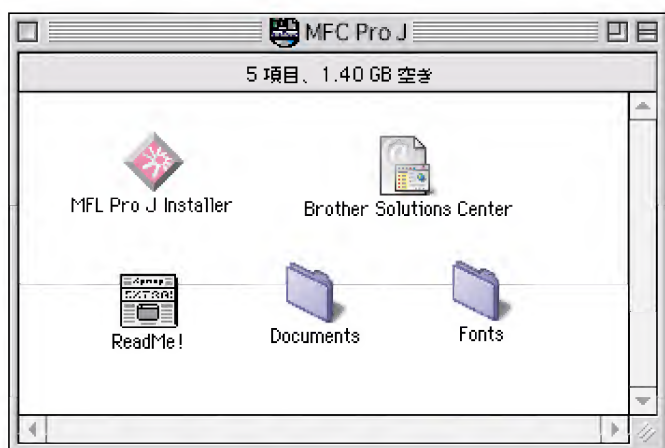 MFC Pro J
5 項目、1.40 GB 空き
MFL Pro J Installer
Brother Solutions Center
ReadMe!
Documents
Fonts